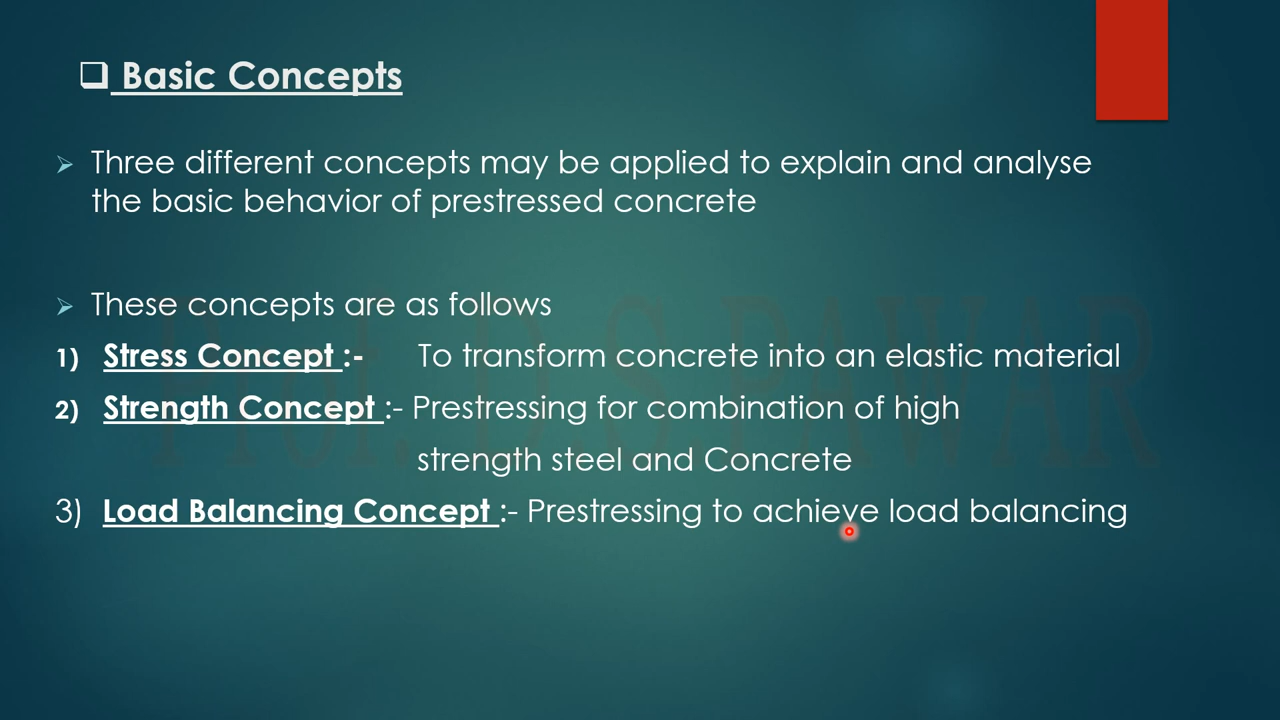 ❑ Basic Concepts
➢ Three different concepts may be applied to explain and analyse
the basic behavior of prestressed concrete
➢ These concepts are as follows
1) Stress Concept :- To transform concrete into an elastic material
2) Strength Concept :- Prestressing for combination of high
strength steel and Concrete
3) Load Balancing Concept :- Prestressing to achieve load balancing
Prof. D.S.PAWAR